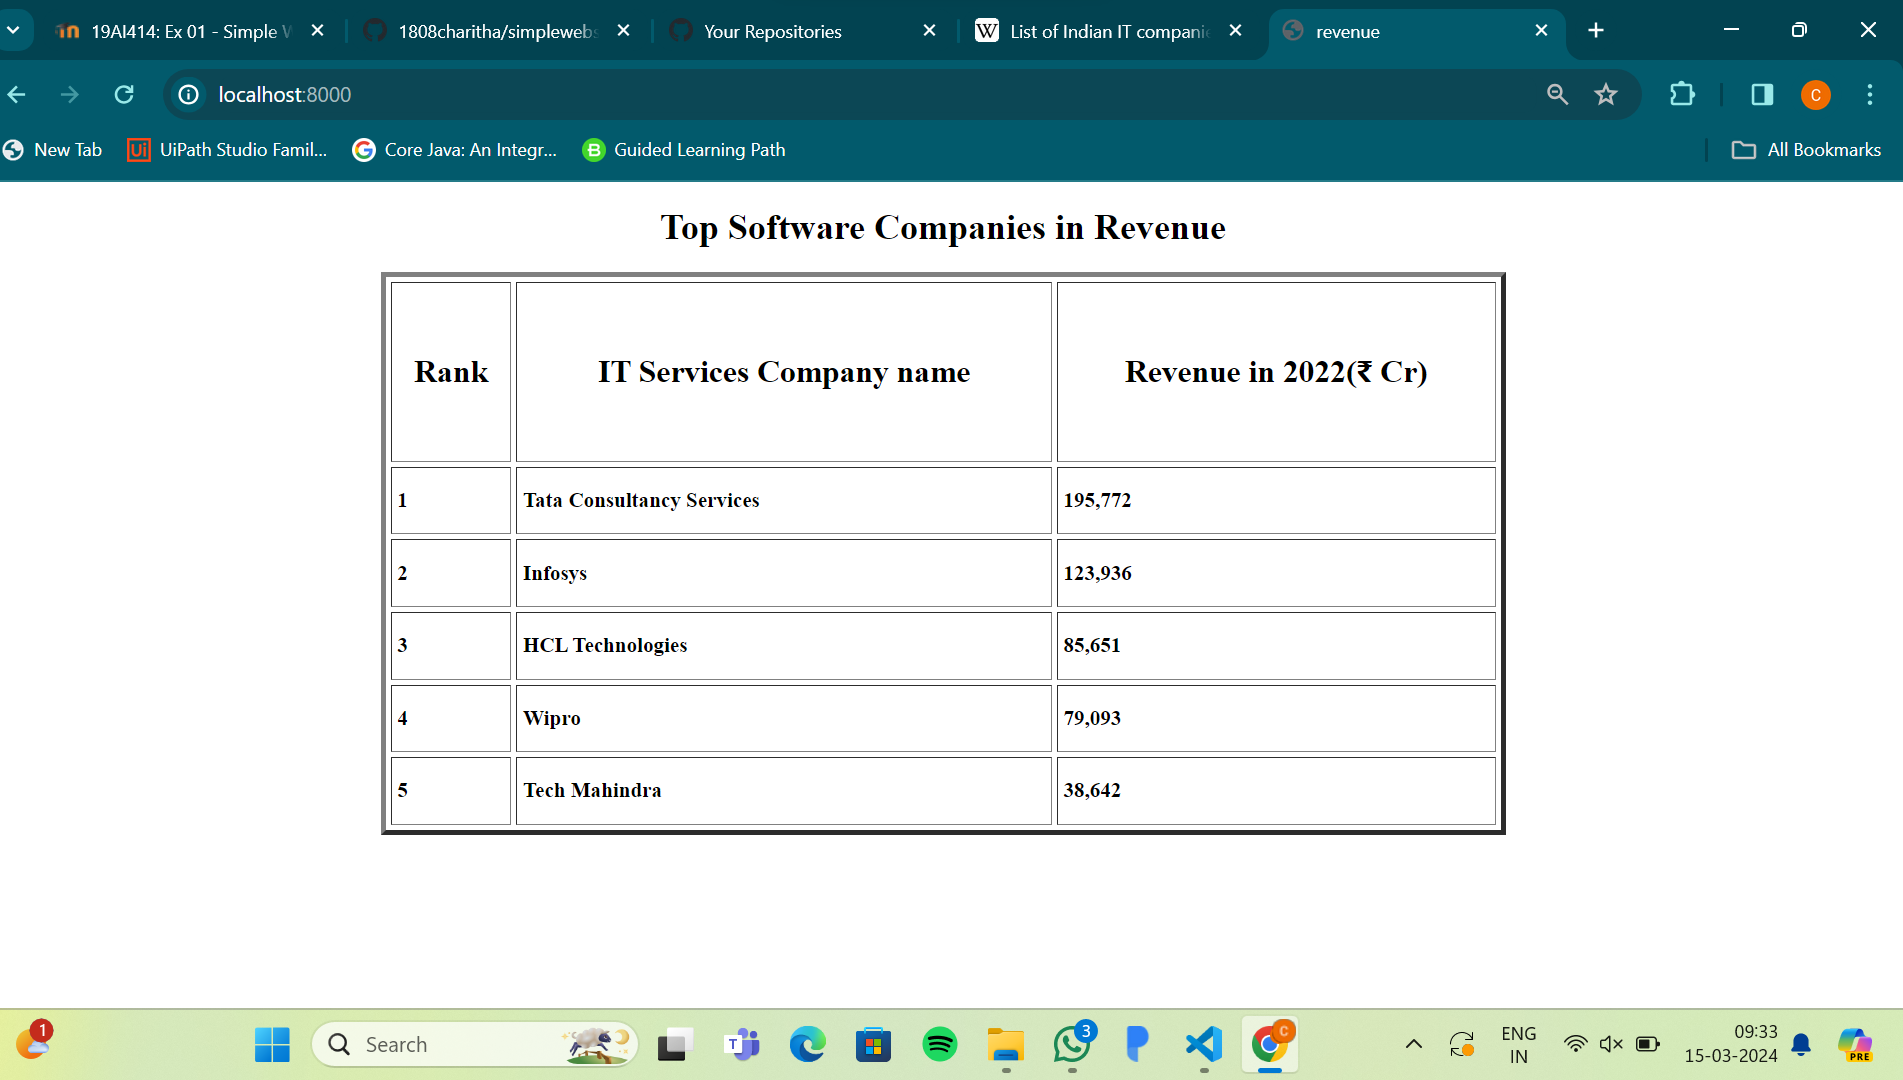 19AI414: Ex 01 - Simple W
1808charitha/simplewebs
Your Repositories
List of Indian IT companie
revenue
localhost:8000
C
New Tab
Ui UiPath Studio Famil...
Core Java: An Integr...
B Guided Learning Path
All Bookmarks
Top Software Companies in Revenue
Rank IT Services Company name Revenue in 2022(₹ Cr)
1 Tata Consultancy Services 195,772
2 Infosys 123,936
3 HCL Technologies 85,651
4 Wipro 79,093
5 Tech Mahindra 38,642
1
Search
T
3
C
ENG
IN
09:33
15-03-2024
PRE